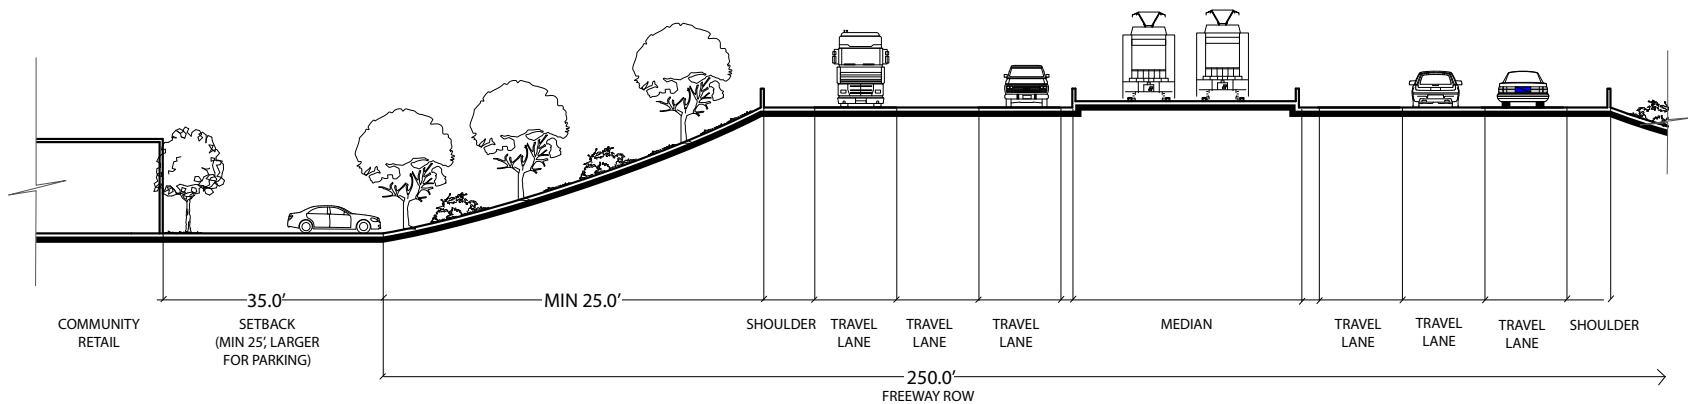 35.0'
MIN 25.0'
COMMUNITY
RETAIL
SETBACK
(MIN 25', LARGER
FOR PARKING)
SHOULDER
TRAVEL
LANE
TRAVEL
LANE
TRAVEL
LANE
MEDIAN
TRAVEL
LANE
TRAVEL
LANE
TRAVEL
LANE
SHOULDER
250.0'
FREEWAY ROW